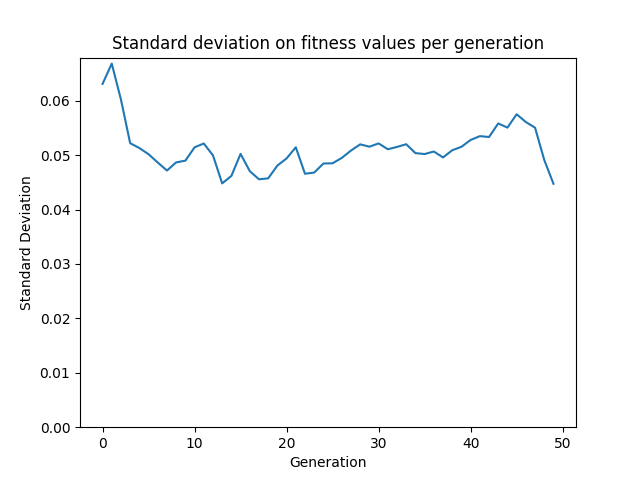 Standard deviation on fitness values per generation
0.06
0.05
0.04
0.03
0.02
0.01
0.00
Standard Deviation
0 10 20 30 40 50
Generation